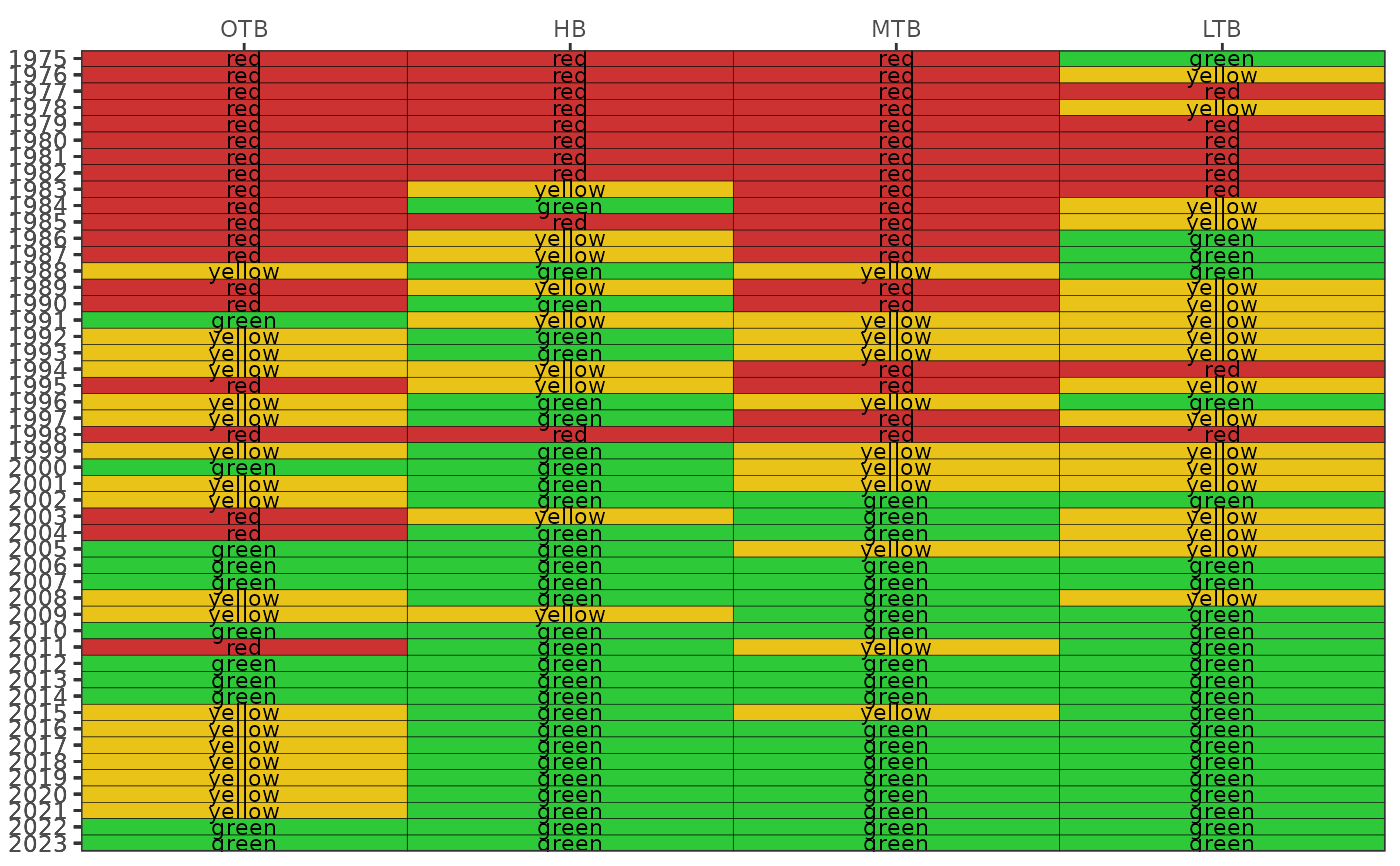 OTB HB MTB LTB
1975 red red red green
1976 red red red yellow
1977 red red red red
1978 red red red yellow
1979 red red red red
1980 red red red red
1981 red red red red
1982 red red red red
1983 red yellow red red
1984 red green red yellow
1985 red red red yellow
1986 red yellow red green
1987 red yellow red green
1988 yellow green yellow green
1989 red yellow red yellow
1990 red green red yellow
1991 green yellow yellow yellow
1992 yellow green yellow yellow
1993 yellow green yellow yellow
1994 yellow yellow red red
1995 red yellow red yellow
1996 yellow green yellow green
1997 yellow green red yellow
1998 red red red red
1999 yellow green yellow yellow
2000 green green yellow yellow
2001 yellow green yellow yellow
2002 yellow green green green
2003 red yellow green yellow
2004 red green green yellow
2005 green green yellow yellow
2006 green green green green
2007 green green green green
2008 yellow green green yellow
2009 yellow yellow green green
2010 green green green green
2011 red green yellow green
2012 green green green green
2013 green green green green
2014 green green green green
2015 yellow green yellow green
2016 yellow green green green
2017 yellow green green green
2018 yellow green green green
2019 yellow green green green
2020 yellow green green green
2021 yellow green green green
2022 green green green green
2023 green green green green